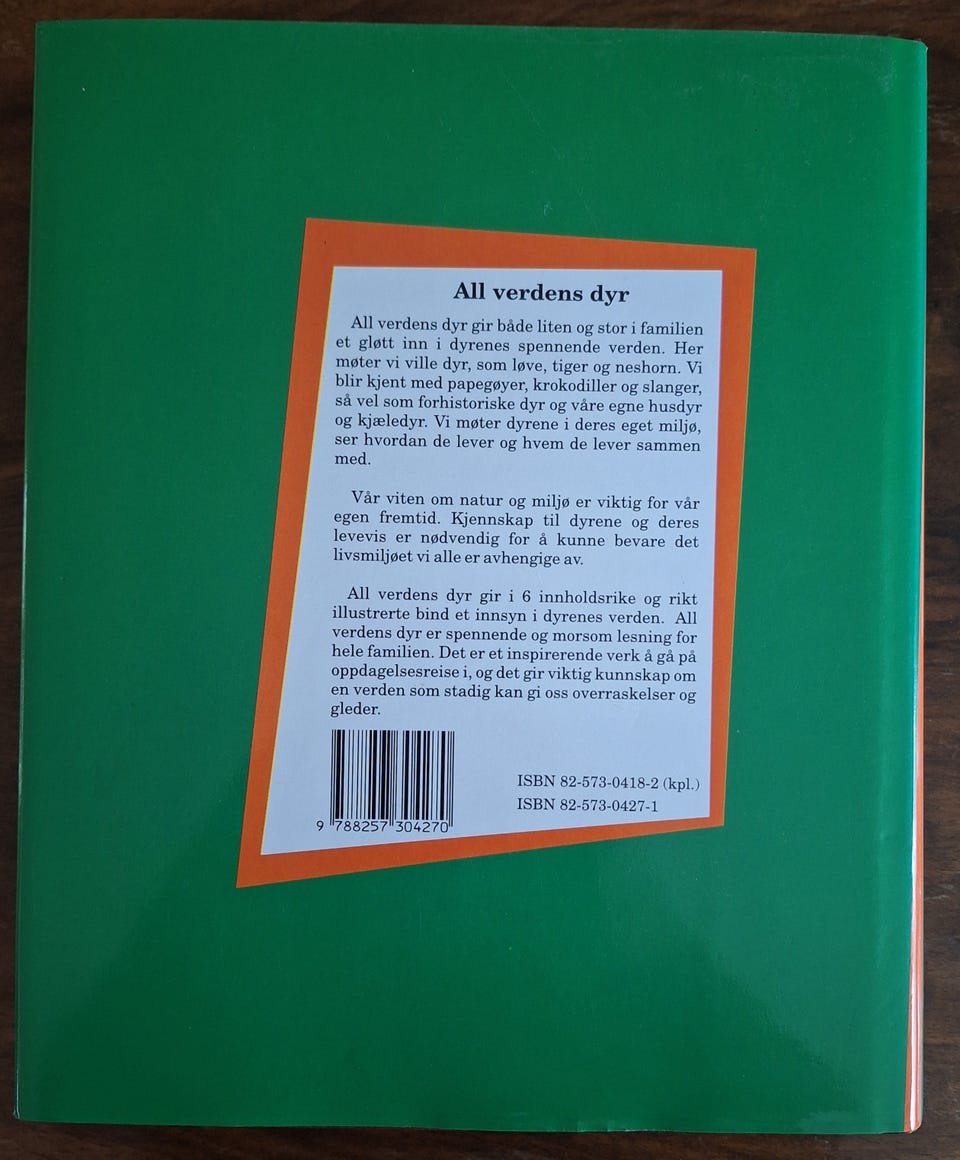 All verdens dyr
All verdens dyr gir både liten og stor i familien
et gløtt inn i dyrenes spennende verden. Her
møter vi ville dyr, som løve, tiger og neshorn. Vi
blir kjent med papegøyer, krokodiller og slanger,
så vel som forhistoriske dyr og våre egne husdyr
og kjæledyr. Vi møter dyrene i deres eget miljø,
ser hvordan de lever og hvem de lever sammen
med.
Vår viten om natur og miljø er viktig for vår
egen fremtid. Kjennskap til dyrene og deres
levevis er nødvendig for å kunne bevare det
livsmiljøet vi alle er avhengige av.
All verdens dyr gir i 6 innholdsrike og rikt
illustrerte bind et innsyn i dyrenes verden. All
verdens dyr er spennende og morsom lesning for
hele familien. Det er et inspirerende verk å gå på
oppdagelsesreise i, og det gir viktig kunnskap om
en verden som stadig kan gi oss overraskelser og
gleder.
ISBN 82-573-0418-2 (kpl.)
ISBN 82-573-0427-1
9 788257 304270